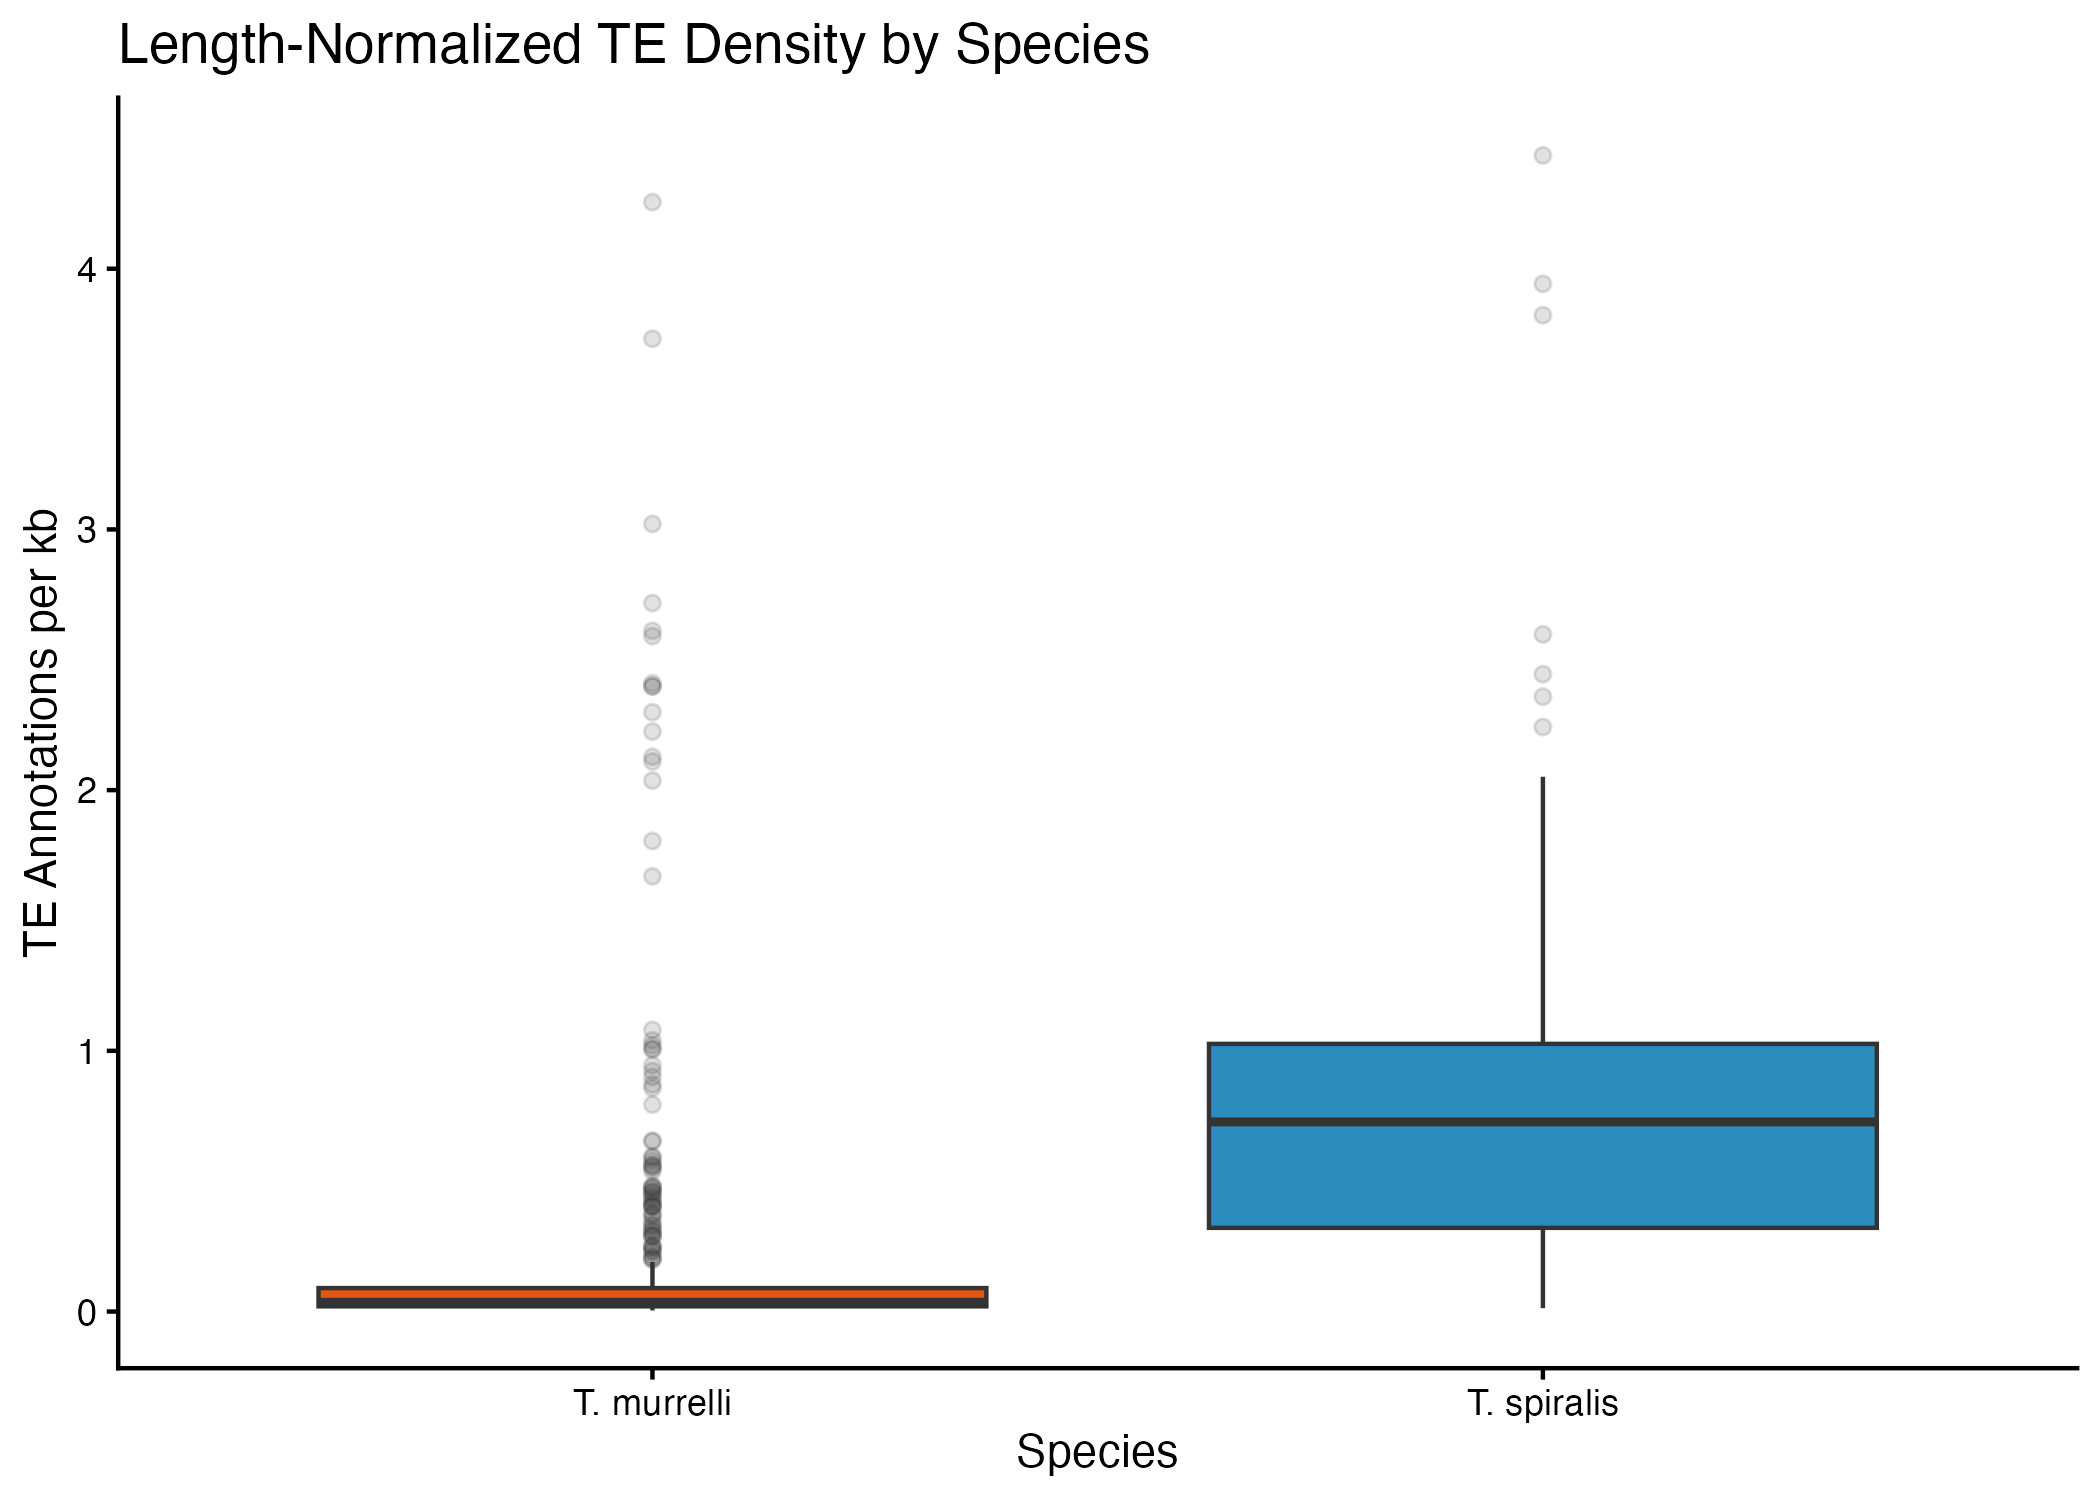 Length-Normalized TE Density by Species
TE Annotations per kb
4
3
2
1
0
T. murrelli
T. spiralis
Species